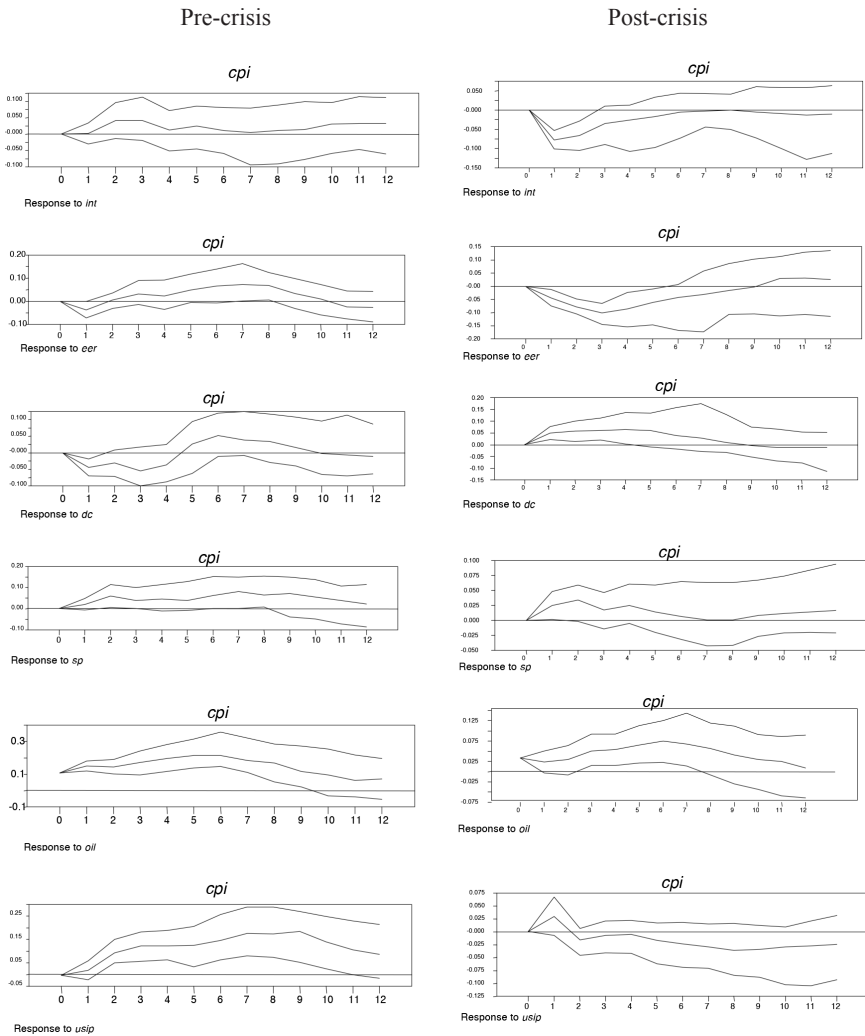 Pre-crisis
Post-crisis
cpi
0.100
0.050
-0.000
-0.050
-0.100
0 1 2 3 4 5 6 7 8 9 10 11 12
Response to int
cpi
0.050
-0.000
-0.050
-0.100
-0.150
0 1 2 3 4 5 6 7 8 9 10 11 12
Response to int
cpi
0.20
0.00
-0.10
0 1 2 3 4 5 6 7 8 9 10 11 12
Response to eer
cpi
0.15
0.10
0.05
-0.00
-0.05
-0.10
-0.15
-0.20
0 1 2 3 4 5 6 7 8 9 10 11 12
Response to eer
cpi
0.100
0.050
-0.000
-0.050
-0.100
0 1 2 3 4 5 6 7 8 9 10 11 12
Response to dc
cpi
0.20
0.15
0.10
0.05
0.00
-0.05
-0.10
-0.15
0 1 2 3 4 5 6 7 8 9 10 11 12
Response to dc
cpi
0.20
0.10
0.00
-0.10
0 1 2 3 4 5 6 7 8 9 10 11 12
Response to sp
cpi
0.100
0.075
0.050
0.025
0.000
-0.025
-0.050
0 1 2 3 4 5 6 7 8 9 10 11 12
Response to sp
cpi
0.3
0.1
-0.1
0 1 2 3 4 5 6 7 8 9 10 11 12
Response to oil
cpi
0.125
0.075
0.025
-0.025
-0.075
0 1 2 3 4 5 6 7 8 9 10 11 12
Response to oil
cpi
0.25
0.15
0.05
-0.05
0 1 2 3 4 5 6 7 8 9 10 11 12
Response to usip
cpi
0.075
0.050
0.025
-0.000
-0.025
-0.050
-0.075
-0.100
-0.125
0 1 2 3 4 5 6 7 8 9 10 11 12
Response to usip